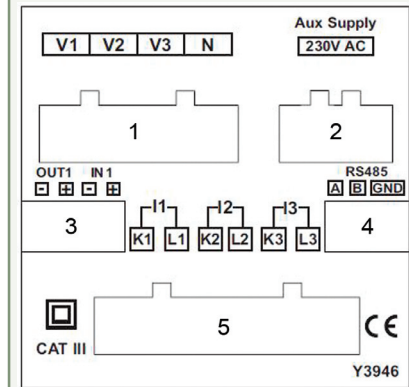 Aux Supply
V1 V2 V3 N 230V AC
1 2
OUT1 IN1 RS485
- + - + A B GND
I1 I2 I3
3 4
K1 L1 K2 L2 K3 L3
5
CAT III CE
Y3946